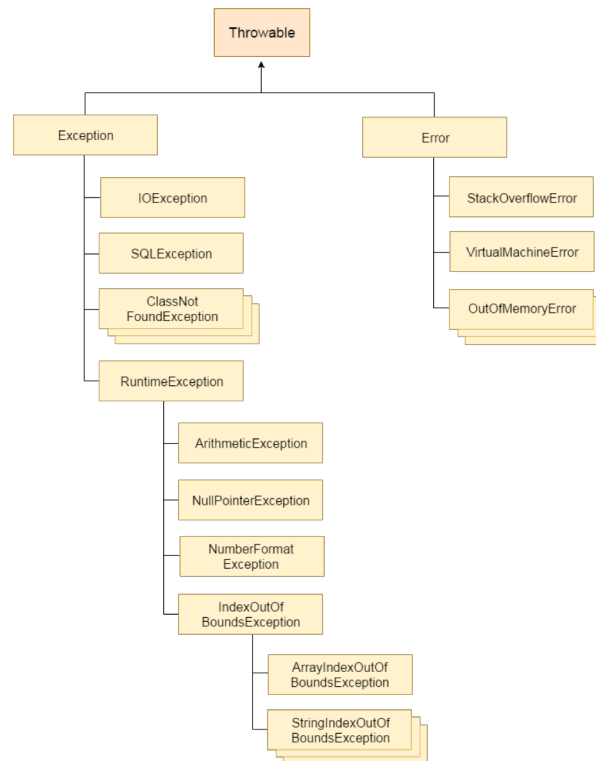 Throwable
Exception
Error
IOException
StackOverflowError
SQLException
VirtualMachineError
ClassNot
FoundException
OutOfMemoryError
RuntimeException
ArithmeticException
NullPointerException
NumberFormat
Exception
IndexOutOf
BoundsException
ArrayIndexOutOf
BoundsException
StringIndexOutOf
BoundsException